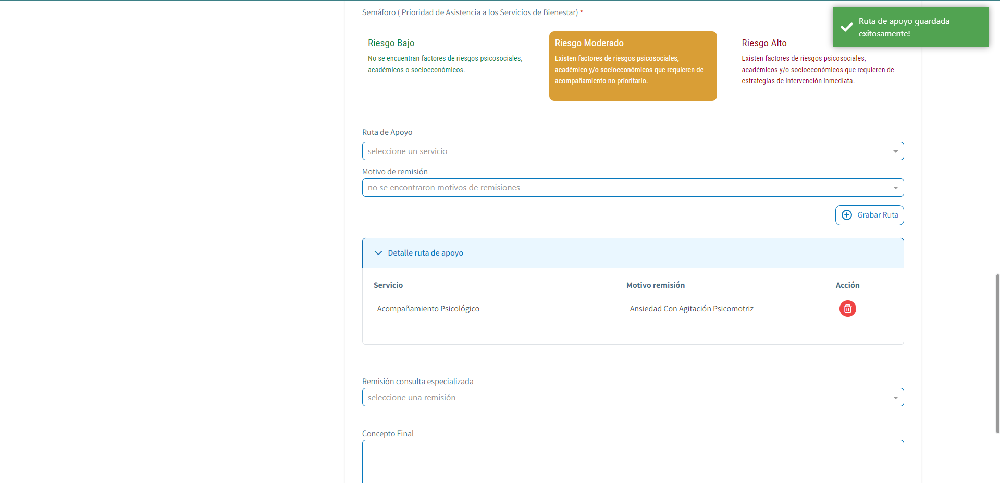 Semáforo ( Prioridad de Asistencia a los Servicios de Bienestar) *
Ruta de apoyo guardada
exitosamente!
Riesgo Bajo
No se encuentran factores de riesgos psicosociales,
académicos o socioeconómicos.
Riesgo Moderado
Existen factores de riesgos psicosociales,
académico y/o socioeconómicos que requieren de
acompañamiento no prioritario.
Riesgo Alto
Existen factores de riesgos psicosociales,
académicos y/o socioeconómicos que requieren de
estrategias de intervención inmediata.
Ruta de Apoyo
seleccione un servicio
Motivo de remisión
no se encontraron motivos de remisiones
Grabar Ruta
Detalle ruta de apoyo
Servicio Motivo remisión Acción
Acompañamiento Psicológico Ansiedad Con Agitación Psicomotriz
Remisión consulta especializada
seleccione una remisión
Concepto Final